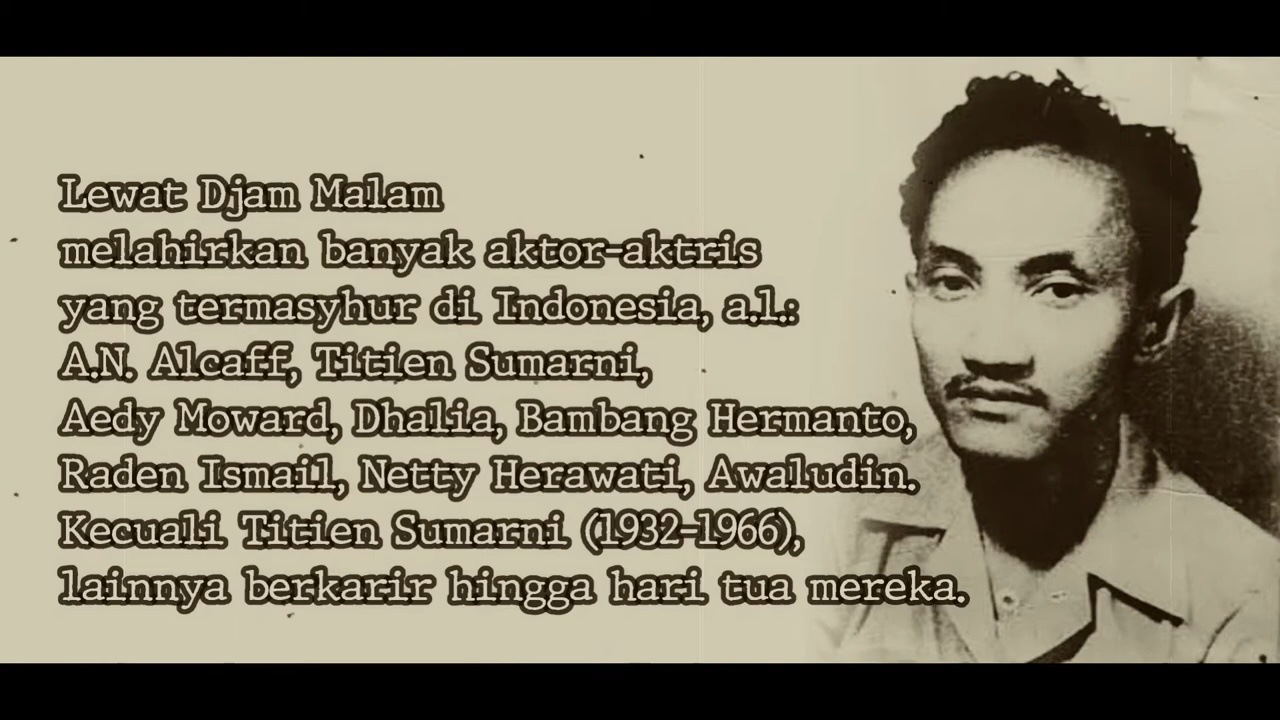 Lewat Djam Malam
melahirkan banyak aktor-aktris
yang termasyhur di Indonesia, a.l.:
A.N. Alcaff, Titien Sumarni,
Aedy Moward, Dhalia, Bambang Hermanto,
Raden Ismail, Netty Herawati, Awaludin.
Kecuali Titien Sumarni (1932-1966),
lainnya berkarir hingga hari tua mereka.